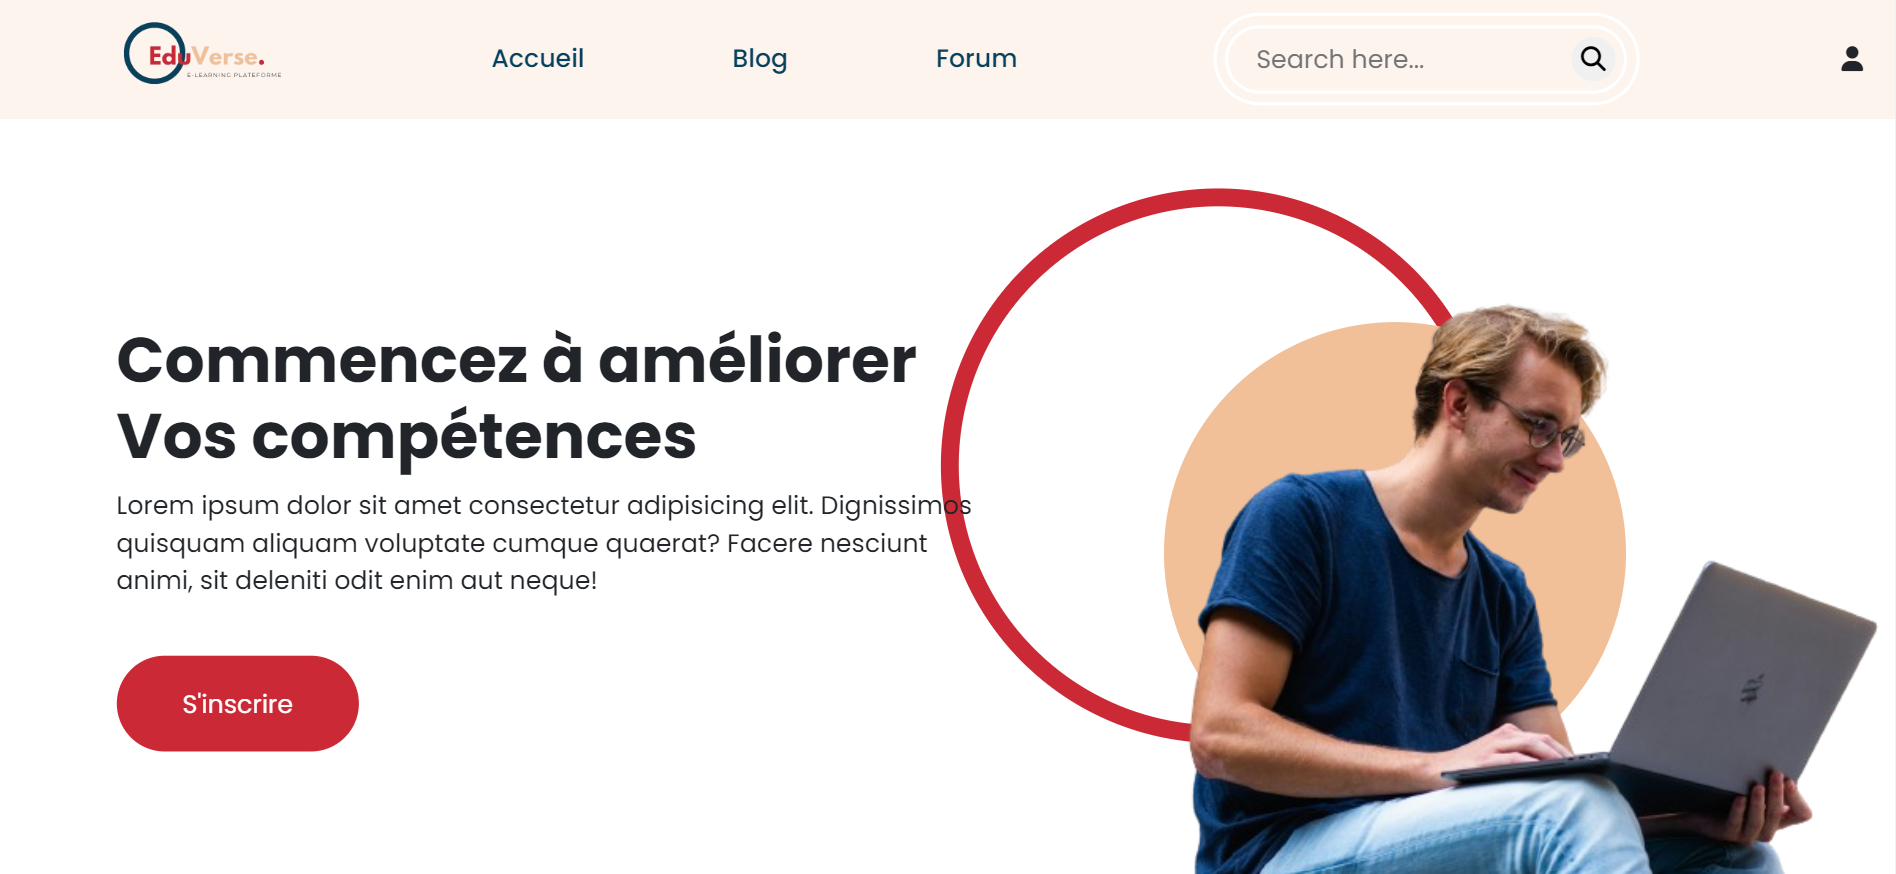 EduVerse.
E-LEARNING PLATEFORME
Accueil
Blog
Forum
Search here...
Commencez à améliorer
Vos compétences
Lorem ipsum dolor sit amet consectetur adipisicing elit. Dignissimos
quisquam aliquam voluptate cumque quaerat? Facere nesciunt
animi, sit deleniti odit enim aut neque!
S'inscrire